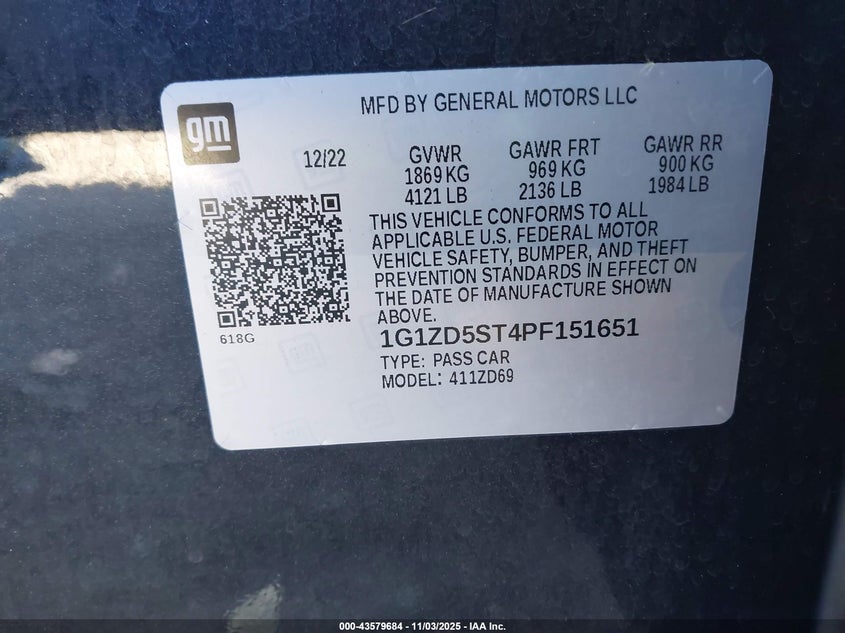 MFD BY GENERAL MOTORS LLC
gm
12/22
GVWR
1869 KG
4121 LB
GAWR FRT
969 KG
2136 LB
GAWR RR
900 KG
1984 LB
THIS VEHICLE CONFORMS TO ALL
APPLICABLE U.S. FEDERAL MOTOR
VEHICLE SAFETY, BUMPER, AND THEFT
PREVENTION STANDARDS IN EFFECT ON
THE DATE OF MANUFACTURE SHOWN
ABOVE.
618G
1G1ZD5ST4PF151651
TYPE: PASS CAR
MODEL: 411ZD69
000-43579684 - 11/03/2025 - IAA Inc.